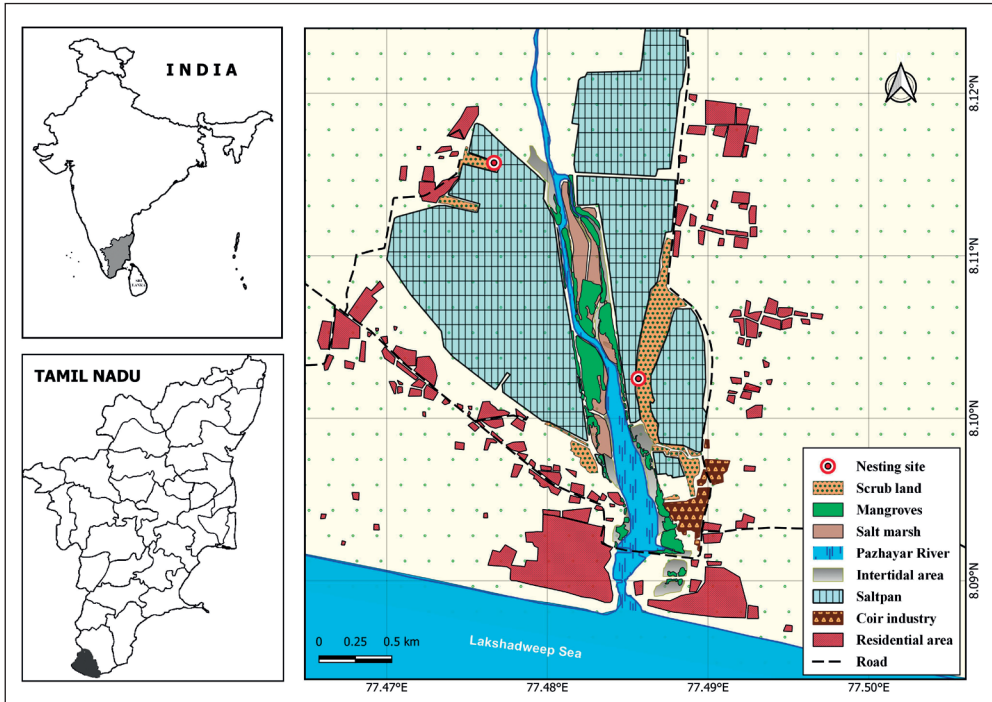 INDIA
SRI
LANKA
TAMIL NADU
8.12°N
8.11°N
8.10°N
8.09°N
Nesting site
Scrub land
Mangroves
Salt marsh
Pazhayar River
Intertidal area
Saltpan
Coir industry
Residential area
Road
0 0.25 0.5 km
Lakshadweep Sea
77.47°E 77.48°E 77.49°E 77.50°E